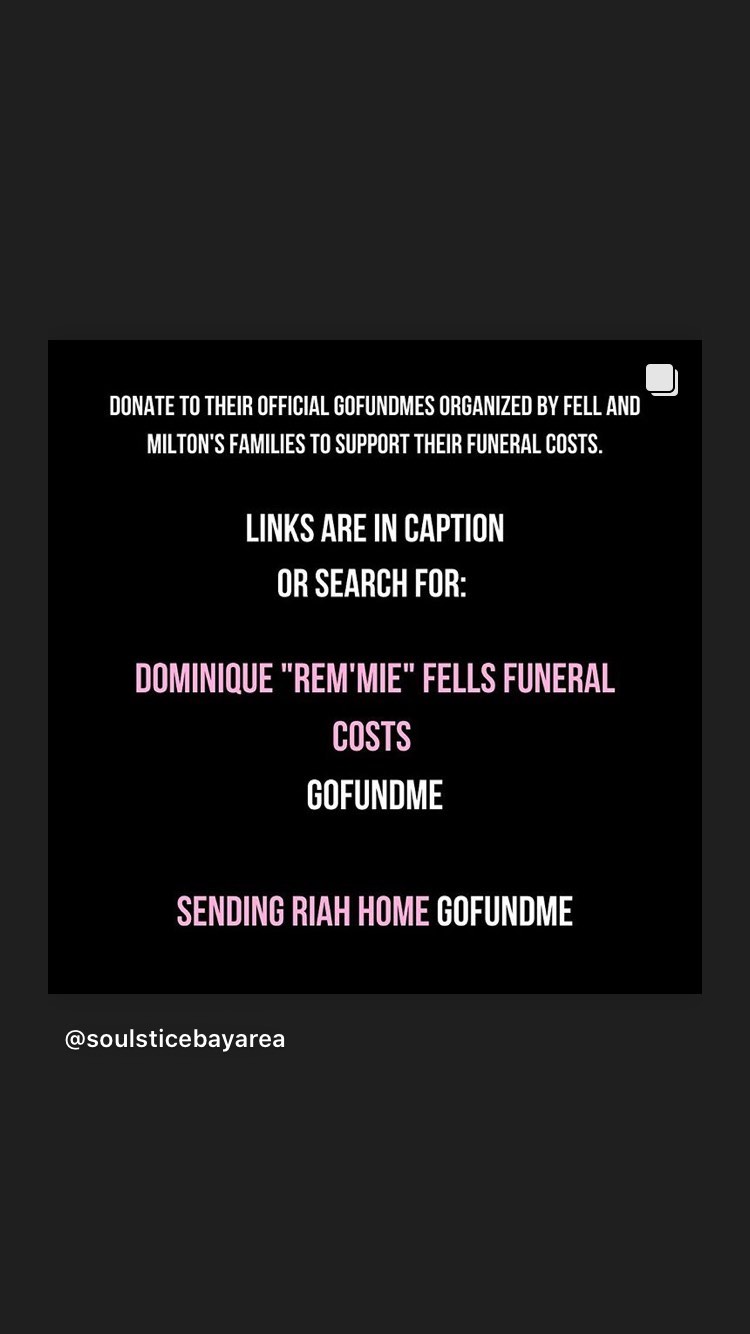 DONATE TO THEIR OFFICIAL GOFUNDMES ORGANIZED BY FELL AND
MILTON'S FAMILIES TO SUPPORT THEIR FUNERAL COSTS.
LINKS ARE IN CAPTION
OR SEARCH FOR:
DOMINIQUE "REM'MIE" FELLS FUNERAL
COSTS
GOFUNDME
SENDING RIAH HOME GOFUNDME
@soulsticebayarea